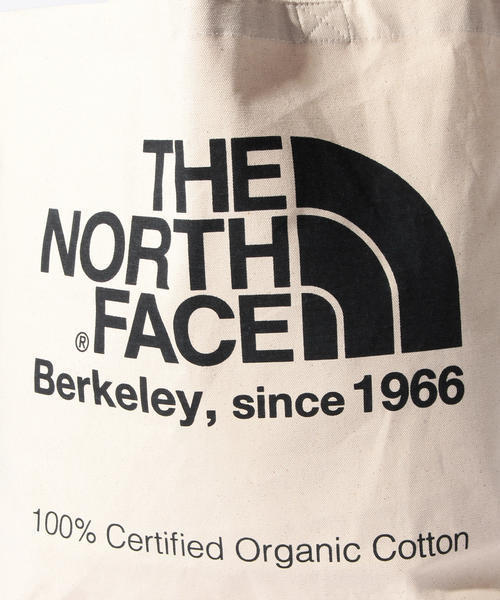 THE
NORTH
® FACE
Berkeley, since 1966
100% Certified Organic Cotton